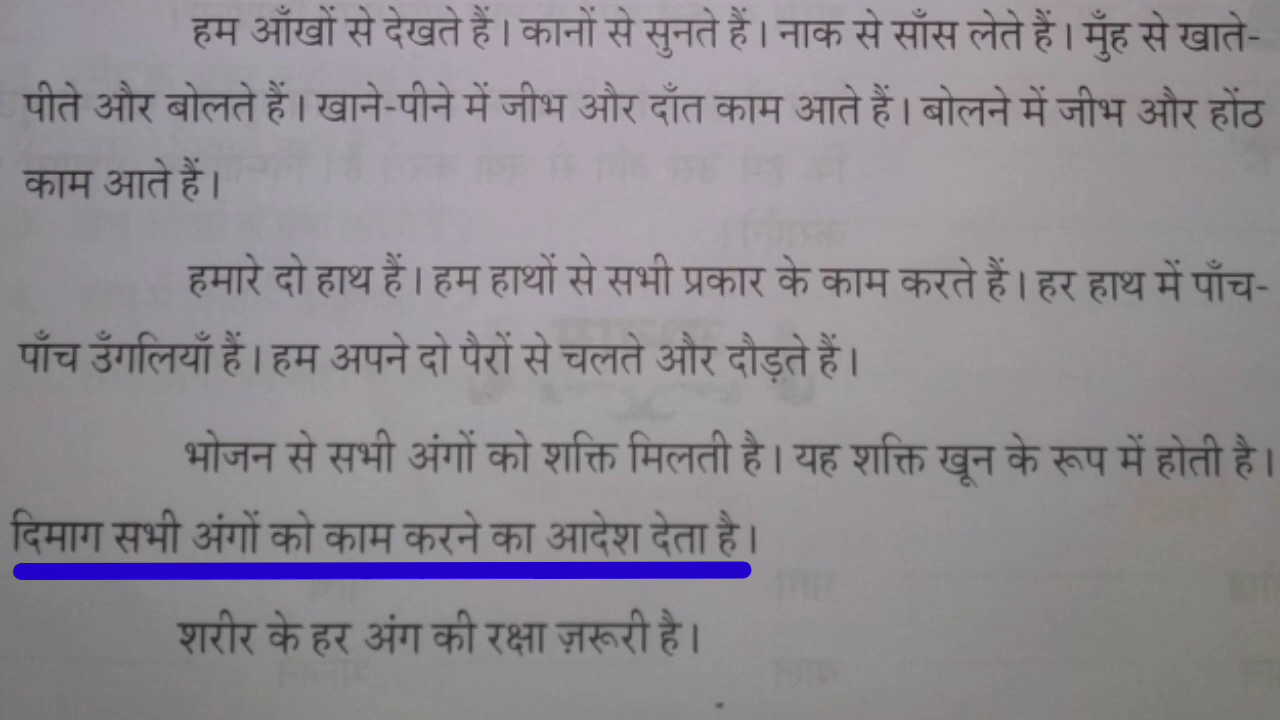 हम आँखों से देखते हैं। कानों से सुनते हैं। नाक से साँस लेते हैं। मुँह से खाते-
पीते और बोलते हैं। खाने-पीने में जीभ और दाँत काम आते हैं। बोलने में जीभ और होंठ
काम आते हैं।
हमारे दो हाथ हैं। हम हाथों से सभी प्रकार के काम करते हैं। हर हाथ में पाँच-
पाँच उँगलियाँ हैं। हम अपने दो पैरों से चलते और दौड़ते हैं।
भोजन से सभी अंगों को शक्ति मिलती है। यह शक्ति खून के रूप में होती है।
दिमाग सभी अंगों को काम करने का आदेश देता है।
शरीर के हर अंग की रक्षा ज़रूरी है।